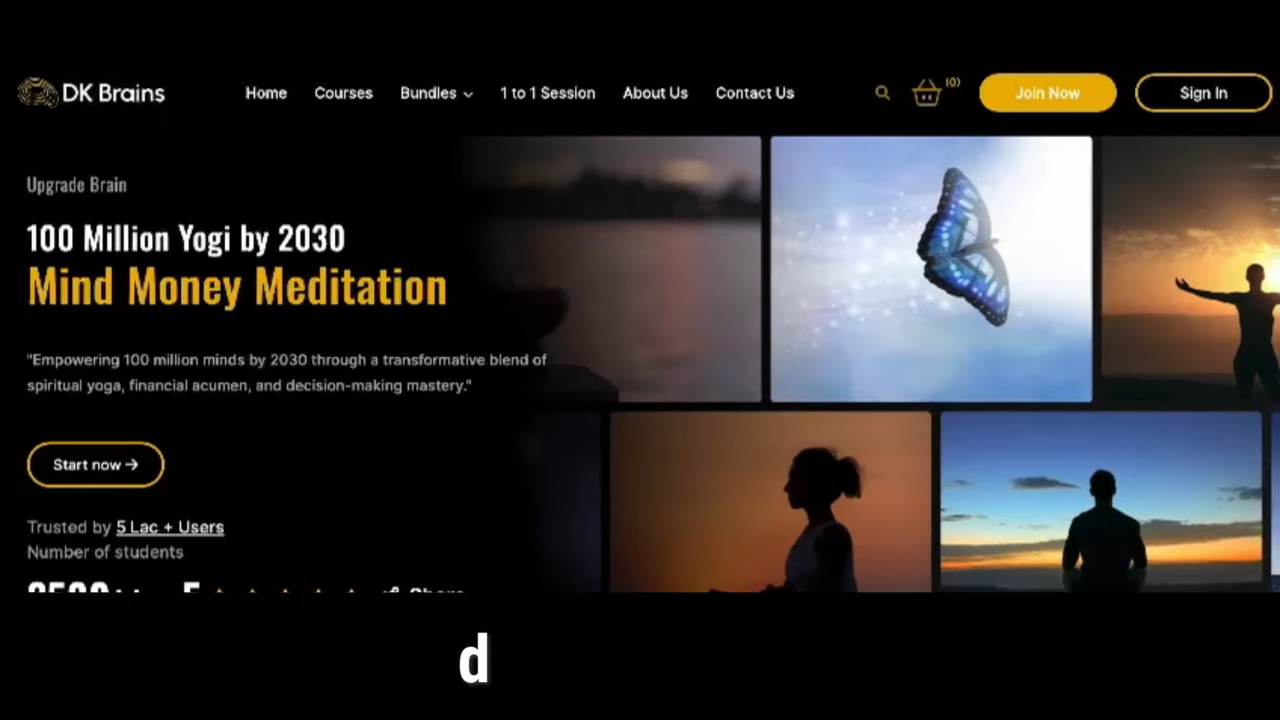 DK Brains
Home Courses Bundles 1 to 1 Session About Us Contact Us (0) Join Now Sign In
Upgrade Brain
100 Million Yogi by 2030
Mind Money Meditation
"Empowering 100 million minds by 2030 through a transformative blend of
spiritual yoga, financial acumen, and decision-making mastery."
Start now →
Trusted by 5 Lac + Users
Number of students
Share
d